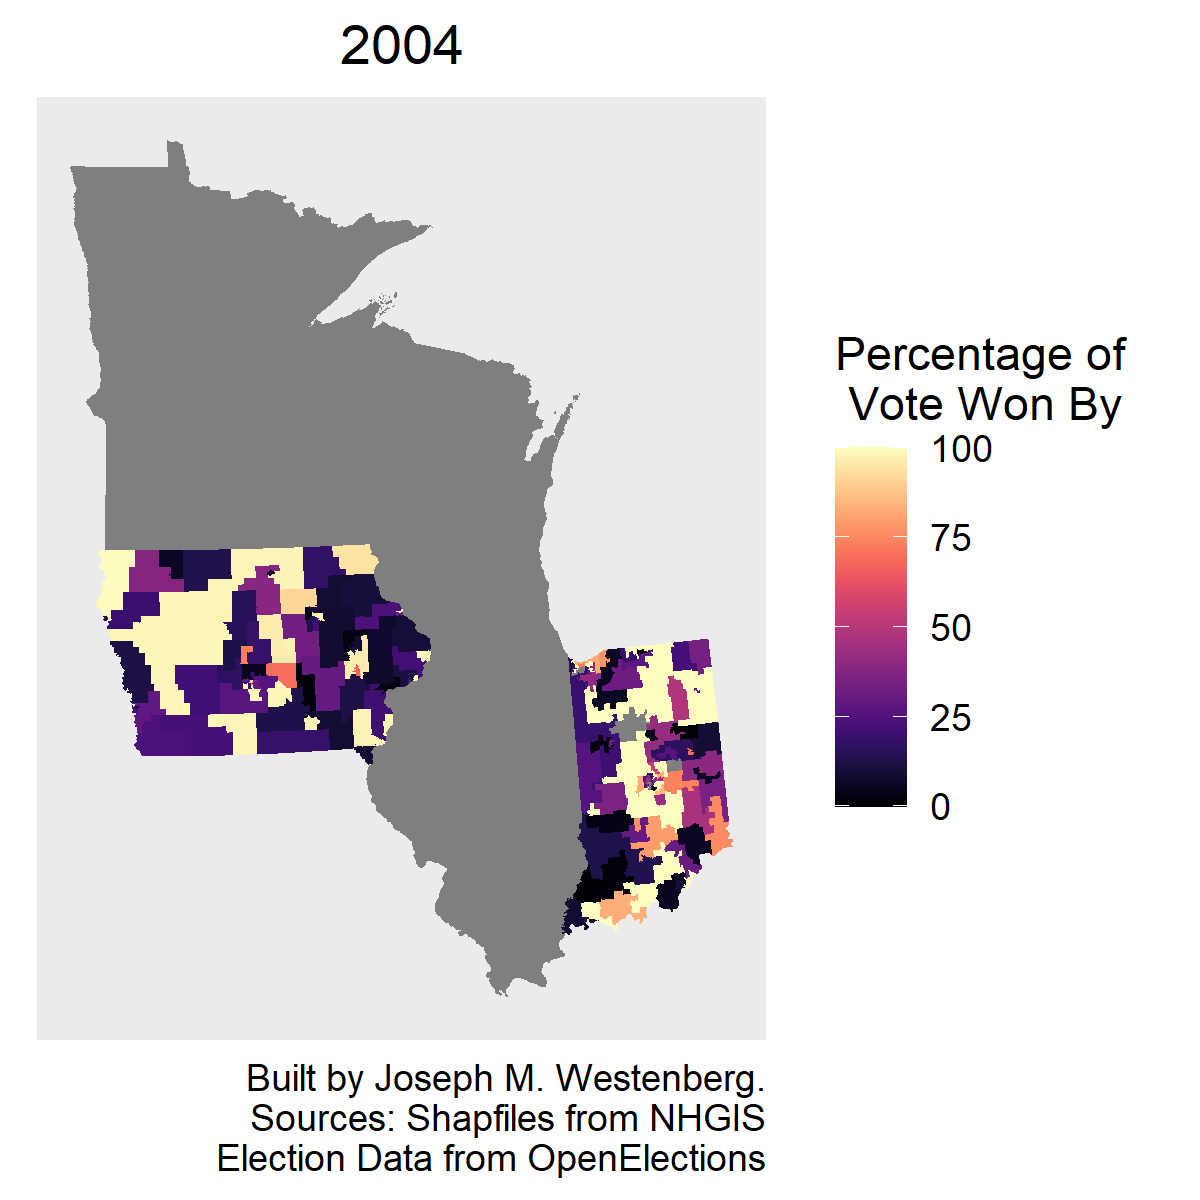 2004
Percentage of
Vote Won By
100
75
50
25
0
Built by Joseph M. Westenberg.
Sources: Shapfiles from NHGIS
Election Data from OpenElections